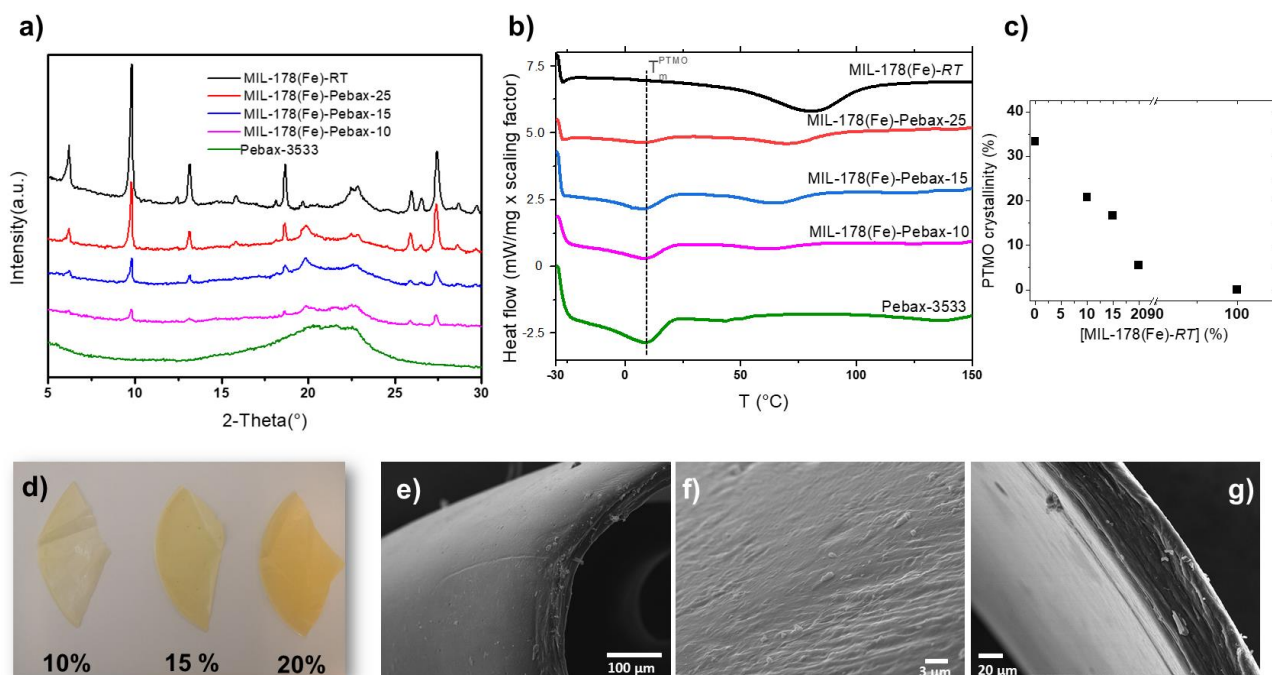 a)
MIL-178(Fe)-RT
MIL-178(Fe)-Pebax-25
MIL-178(Fe)-Pebax-15
MIL-178(Fe)-Pebax-10
Pebax-3533
Intensity(a.u.)
5 10 15 20 25 30
2-Theta(°)
b)
T_m^PTMO
MIL-178(Fe)-RT
MIL-178(Fe)-Pebax-25
MIL-178(Fe)-Pebax-15
MIL-178(Fe)-Pebax-10
Pebax-3533
Heat flow (mW/mg x scaling factor)
7.5
5.0
2.5
0
-2.5
-30 0 50 100 150
T (°C)
c)
PTMO crystallinity (%)
40
30
20
10
0
0 5 10 15 20 90 100
[MIL-178(Fe)-RT] (%)
d)
10% 15 % 20%
e)
100 µm
f)
3 µm
g)
20 µm